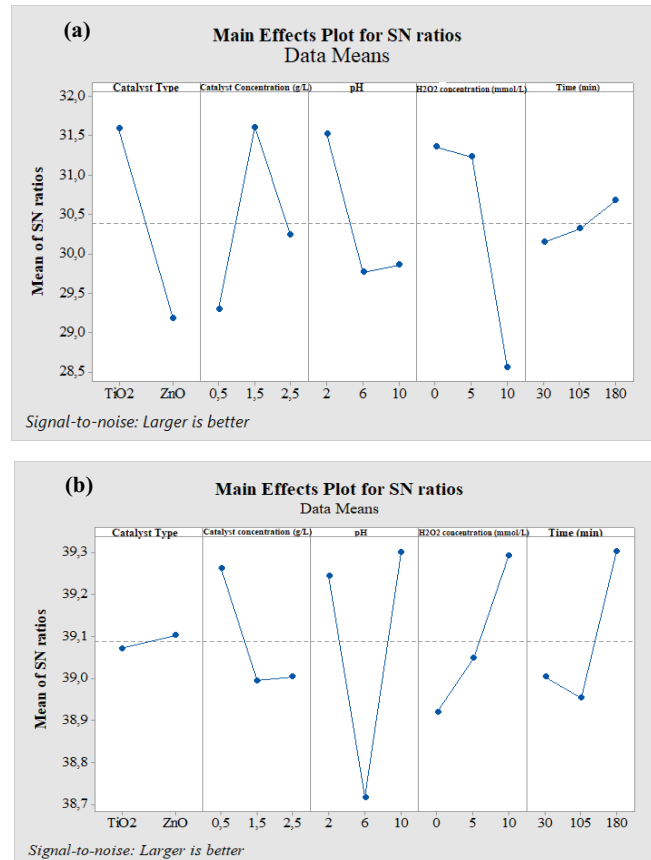 (a)
Main Effects Plot for SN ratios
Data Means
Catalyst Type Catalyst Concentration (g/L) pH H2O2 concentration (mmol/L) Time (min)
Mean of SN ratios
32,0
31,5
31,0
30,5
30,0
29,5
29,0
28,5
TiO2 ZnO 0,5 1,5 2,5 2 6 10 0 5 10 30 105 180
Signal-to-noise: Larger is better
(b)
Main Effects Plot for SN ratios
Data Means
Catalyst Type Catalyst concentration (g/L) pH H2O2 concentration (mmol/L) Time (min)
Mean of SN ratios
39,3
39,2
39,1
39,0
38,9
38,8
38,7
TiO2 ZnO 0,5 1,5 2,5 2 6 10 0 5 10 30 105 180
Signal-to-noise: Larger is better